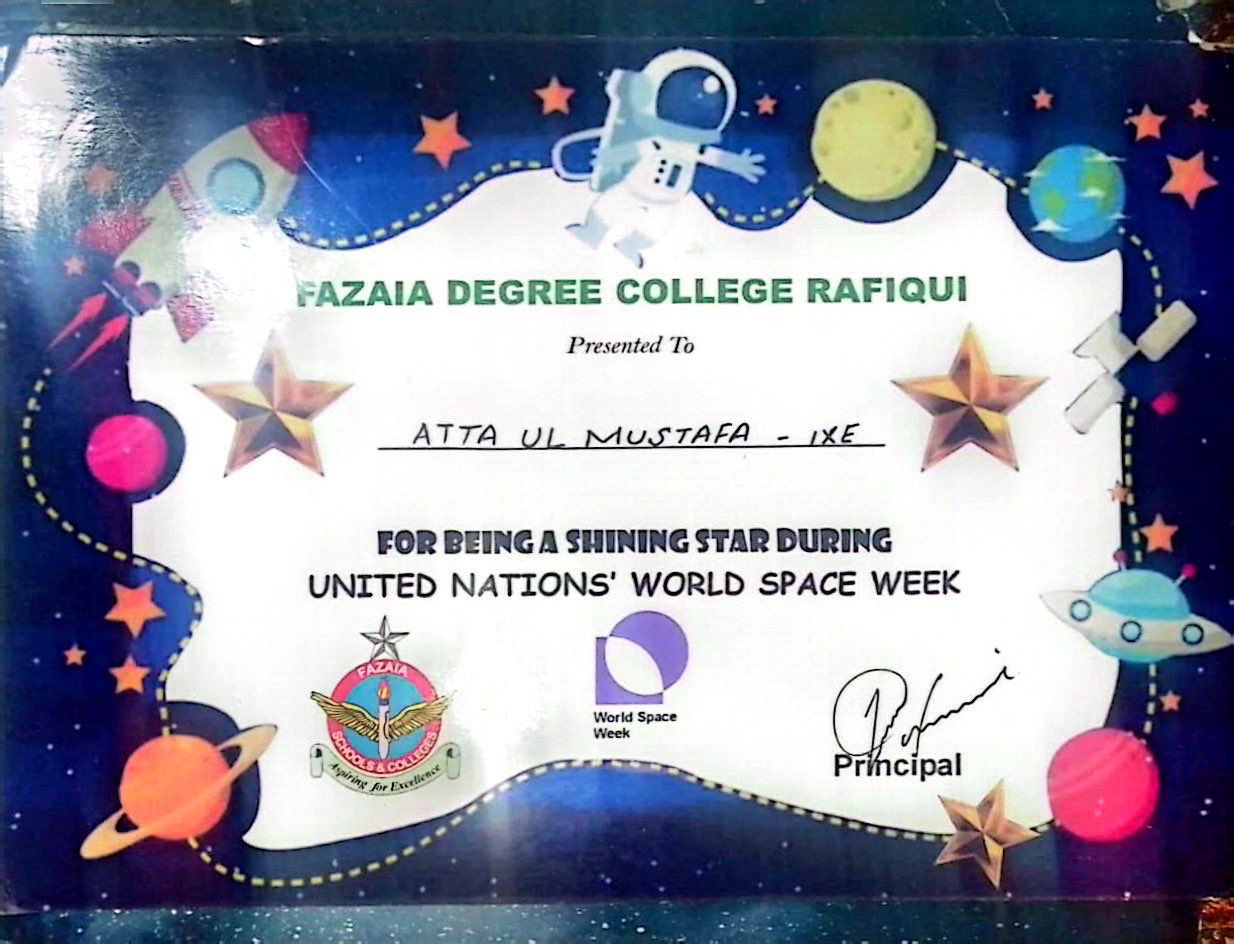 FAZAIA DEGREE COLLEGE RAFIQUI
Presented To
ATTA UL MUSTAFA - IXE
FOR BEING A SHINING STAR DURING
UNITED NATIONS' WORLD SPACE WEEK
FAZAIA
SCHOOLS & COLLEGES
Aspiring for Excellence
World Space
Week
Principal